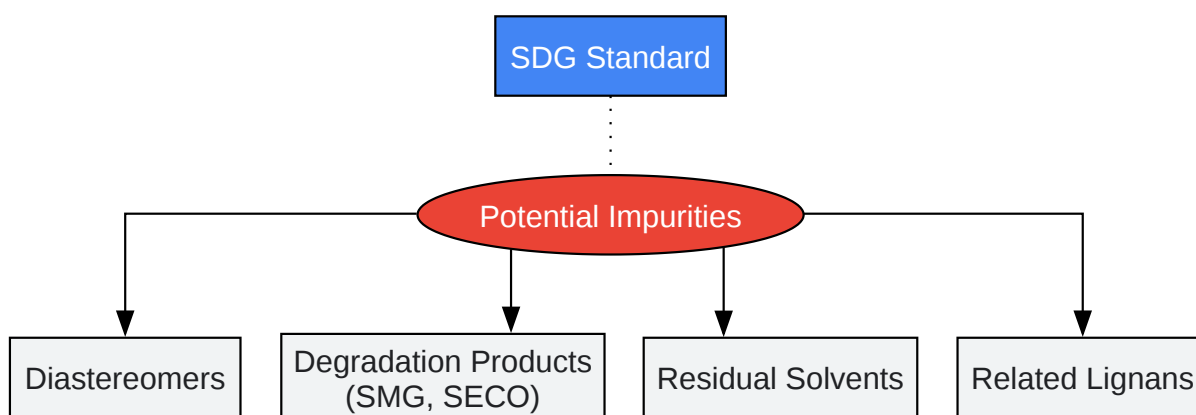 SDG Standard
Potential Impurities
Diastereomers
Degradation Products
(SMG, SECO)
Residual Solvents
Related Lignans